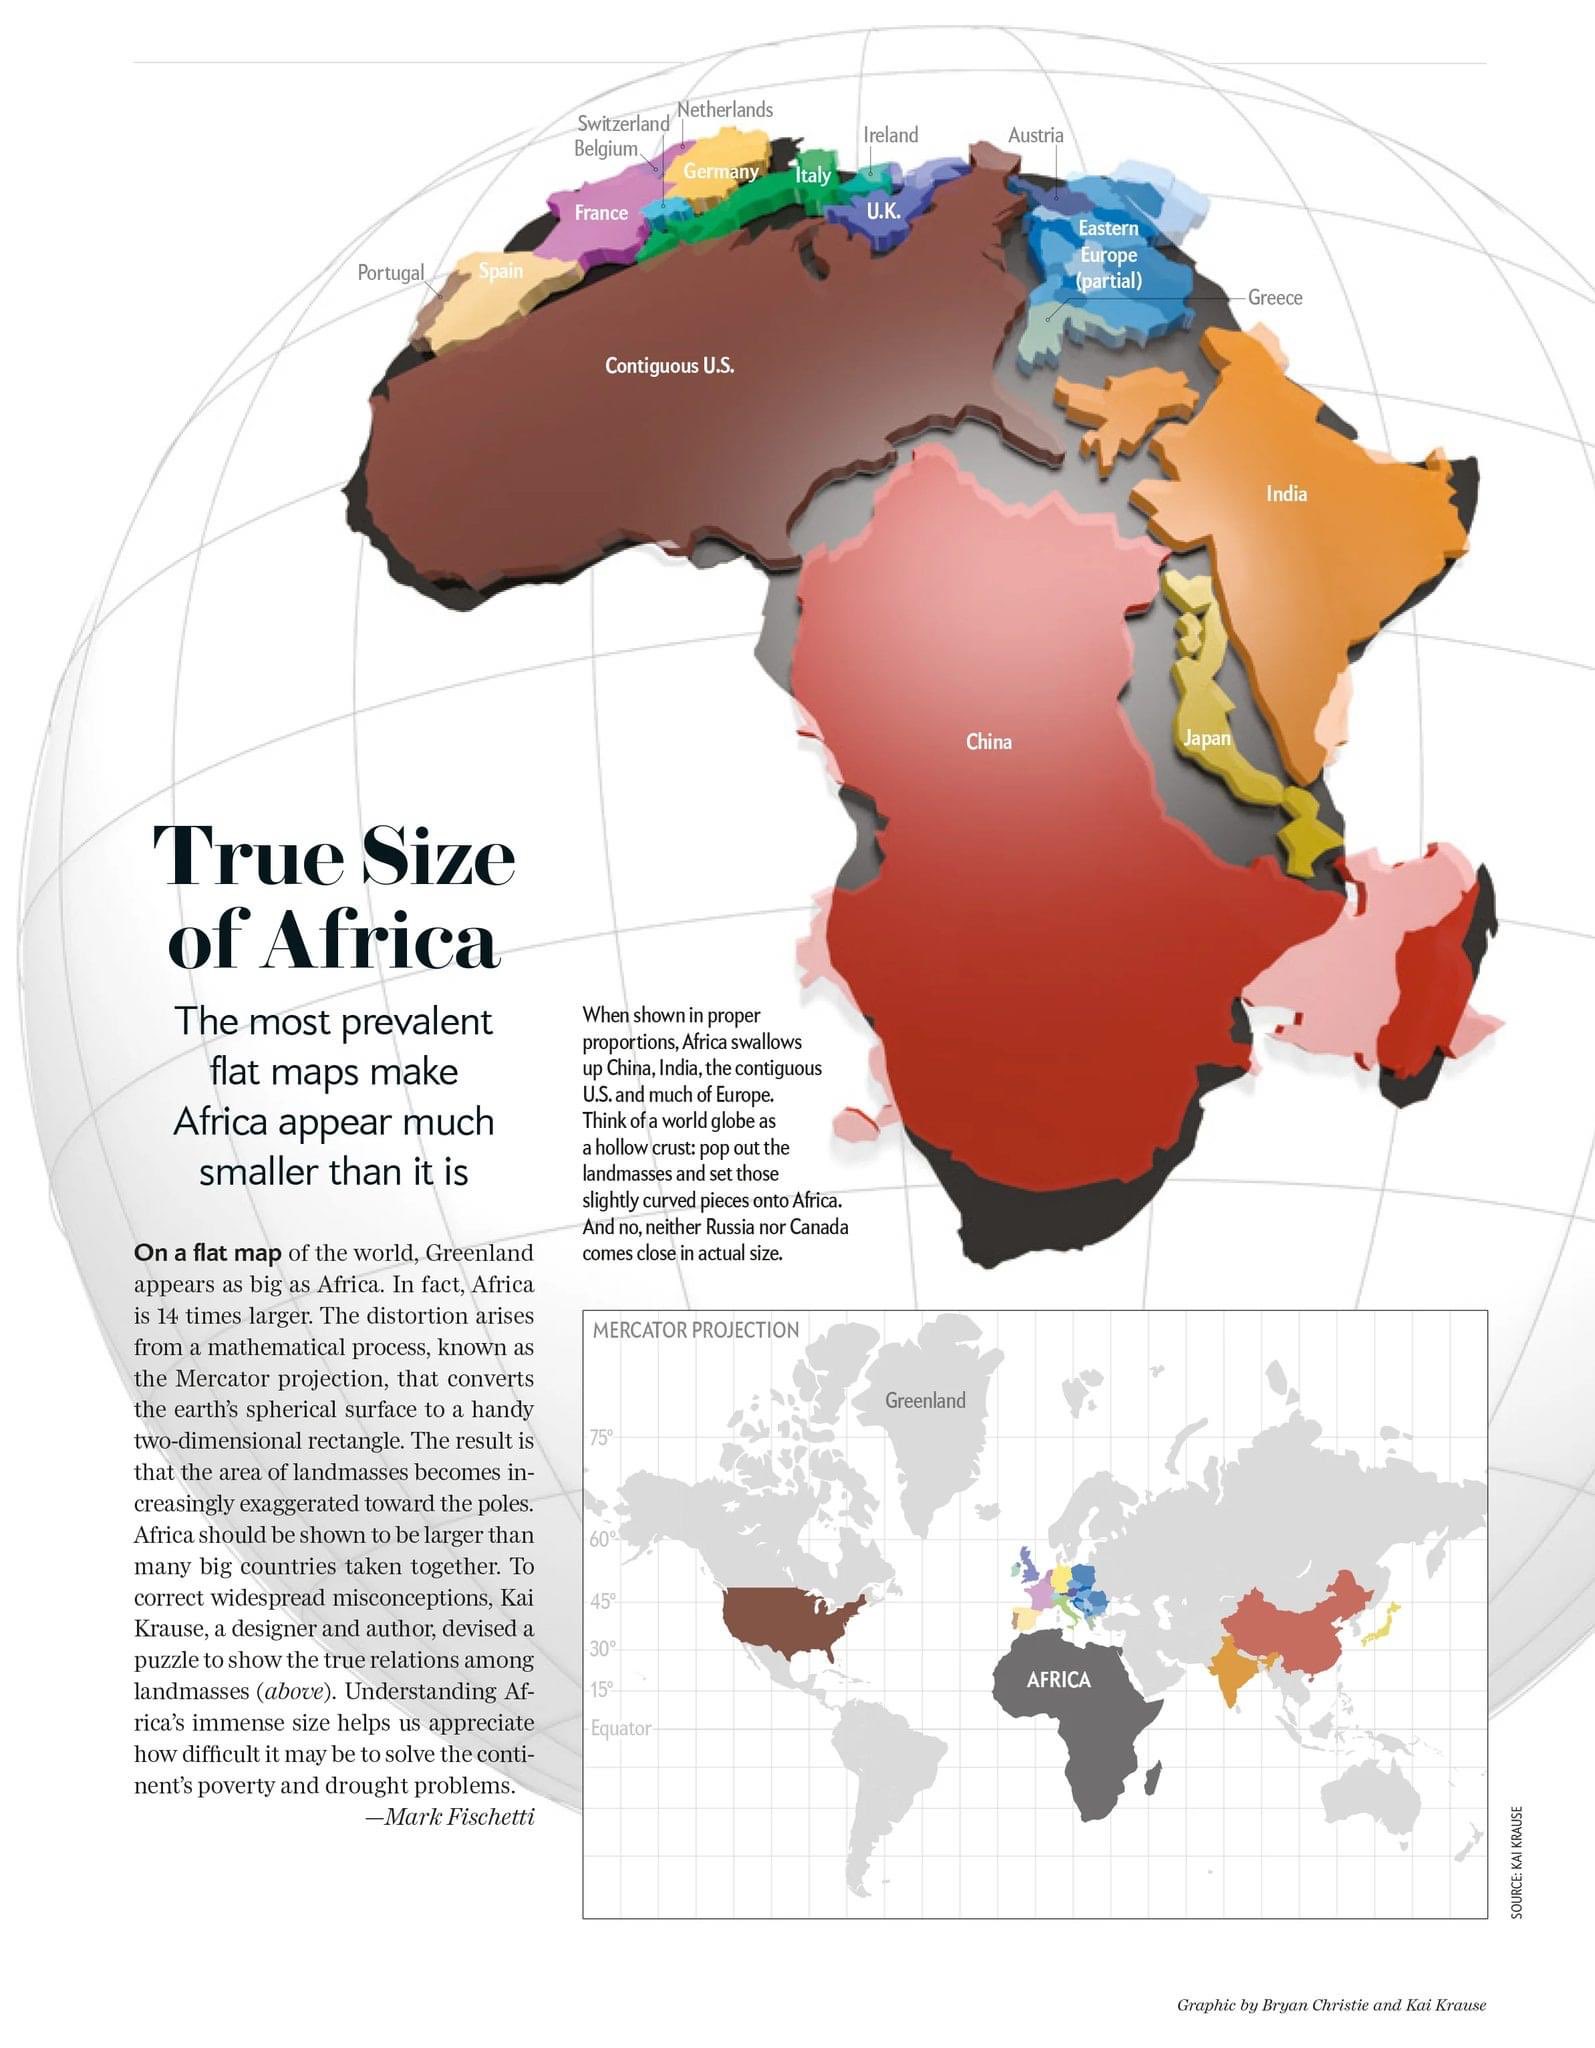 Netherlands
Switzerland
Belgium
Ireland
Austria
Germany
Italy
France
U.K.
Eastern
Europe
(partial)
Portugal
Spain
Greece
Contiguous U.S.
India
China
Japan
True Size
of Africa
The most prevalent
flat maps make
Africa appear much
smaller than it is
On a flat map of the world, Greenland
appears as big as Africa. In fact, Africa
is 14 times larger. The distortion arises
from a mathematical process, known as
the Mercator projection, that converts
the earth's spherical surface to a handy
two-dimensional rectangle. The result is
that the area of landmasses becomes in-
creasingly exaggerated toward the poles.
Africa should be shown to be larger than
many big countries taken together. To
correct widespread misconceptions, Kai
Krause, a designer and author, devised a
puzzle to show the true relations among
landmasses (above). Understanding Af-
rica's immense size helps us appreciate
how difficult it may be to solve the conti-
nent's poverty and drought problems.
—Mark Fischetti
When shown in proper
proportions, Africa swallows
up China, India, the contiguous
U.S. and much of Europe.
Think of a world globe as
a hollow crust: pop out the
landmasses and set those
slightly curved pieces onto Africa.
And no, neither Russia nor Canada
comes close in actual size.
MERCATOR PROJECTION
Greenland
75°
60°
45°
30°
15°
Equator
AFRICA
SOURCE: KAI KRAUSE
Graphic by Bryan Christie and Kai Krause